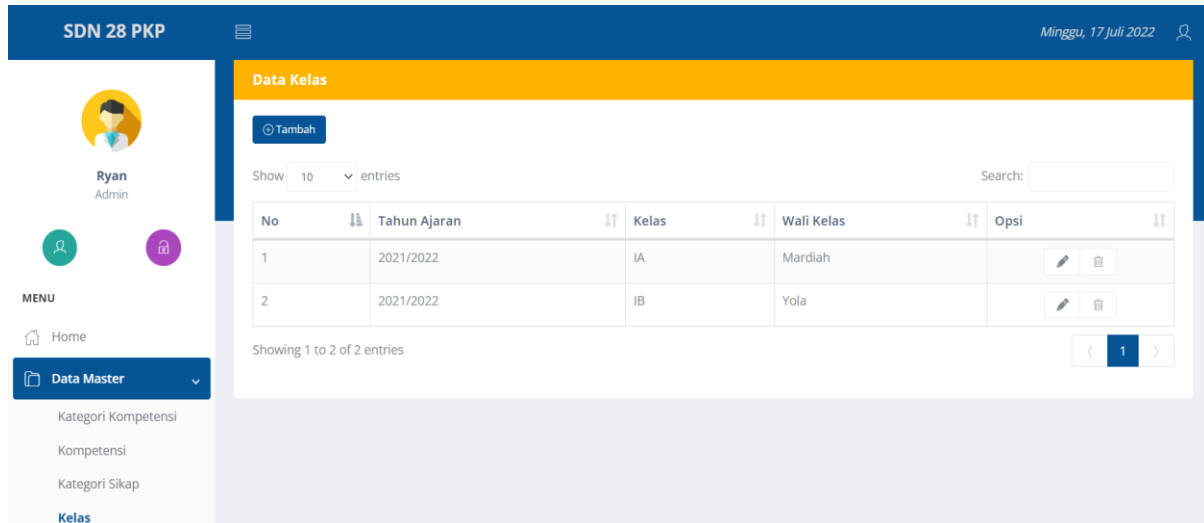 SDN 28 PKP
Minggu, 17 Juli 2022
Ryan
Admin
MENU
Home
Data Master
Kategori Kompetensi
Kompetensi
Kategori Sikap
Kelas
Data Kelas
Tambah
Show 10 entries
Search:
No Tahun Ajaran Kelas Wali Kelas Opsi
1 2021/2022 IA Mardiah
2 2021/2022 IB Yola
Showing 1 to 2 of 2 entries
1